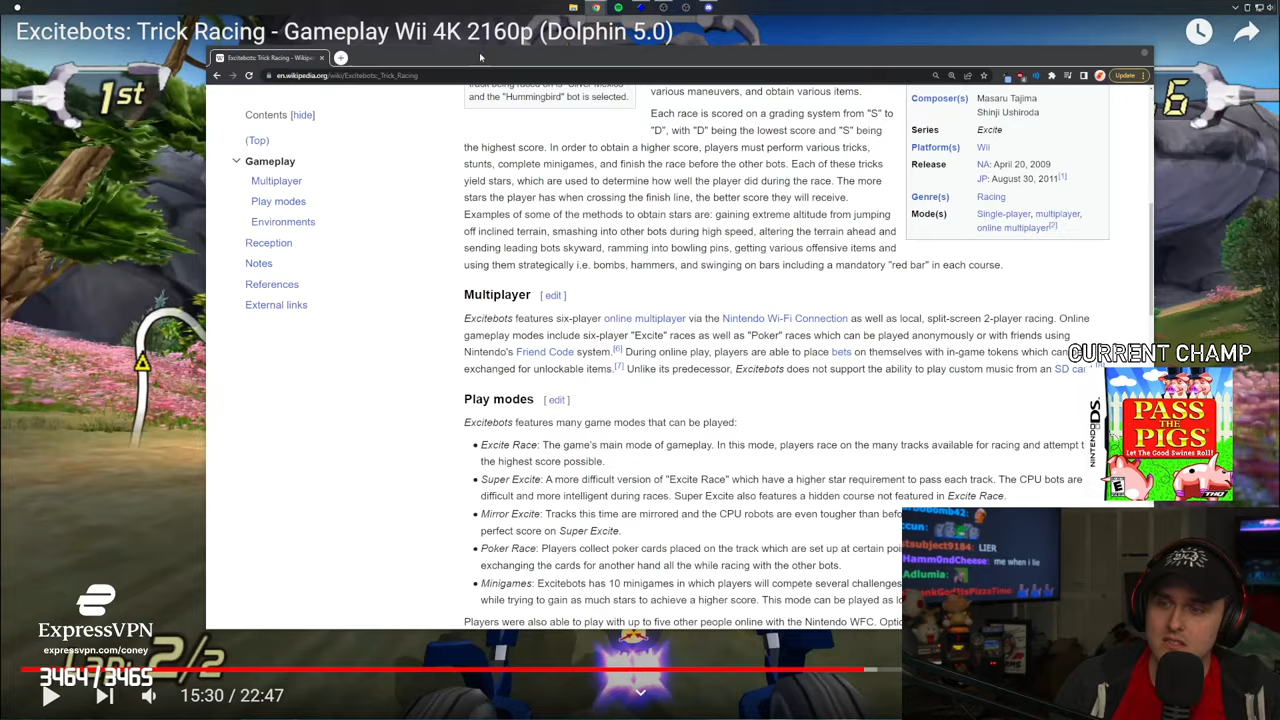 Excitebots: Trick Racing - Gameplay Wii 4K 2160p (Dolphin 5.0)
1st
Excitebots: Trick Racing - Wikip
en.wikipedia.org/wiki/Excitebots:_Trick_Racing
Update
Contents [hide]
(Top)
Gameplay
Multiplayer
Play modes
Environments
Reception
Notes
References
External links
and the "Hummingbird" bot is selected.
various maneuvers, and obtain various items.
Each race is scored on a grading system from "S" to
"D", with "D" being the lowest score and "S" being
the highest score. In order to obtain a higher score, players must perform various tricks,
stunts, complete minigames, and finish the race before the other bots. Each of these tricks
yield stars, which are used to determine how well the player did during the race. The more
stars the player has when crossing the finish line, the better score they will receive.
Examples of some of the methods to obtain stars are: gaining extreme altitude from jumping
off inclined terrain, smashing into other bots during high speed, altering the terrain ahead and
sending leading bots skyward, ramming into bowling pins, getting various offensive items and
using them strategically i.e. bombs, hammers, and swinging on bars including a mandatory "red bar" in each course.
Composer(s) Masaru Tajima
Shinji Ushiroda
Series Excite
Platform(s) Wii
Release NA: April 20, 2009
JP: August 30, 2011[1]
Genre(s) Racing
Mode(s) Single-player, multiplayer,
online multiplayer[2]
6
Multiplayer [ edit ]
Excitebots features six-player online multiplayer via the Nintendo Wi-Fi Connection as well as local, split-screen 2-player racing. Online
gameplay modes include six-player "Excite" races as well as "Poker" races which can be played anonymously or with friends using
Nintendo's Friend Code system.[6] During online play, players are able to place bets on themselves with in-game tokens which can
exchanged for unlockable items.[7] Unlike its predecessor, Excitebots does not support the ability to play custom music from an SD ca
Play modes [ edit ]
Excitebots features many game modes that can be played:
• Excite Race: The game's main mode of gameplay. In this mode, players race on the many tracks available for racing and attempt t
the highest score possible.
• Super Excite: A more difficult version of "Excite Race" which have a higher star requirement to pass each track. The CPU bots are
difficult and more intelligent during races. Super Excite also features a hidden course not featured in Excite Race.
• Mirror Excite: Tracks this time are mirrored and the CPU robots are even tougher than befo
perfect score on Super Excite.
• Poker Race: Players collect poker cards placed on the track which are set up at certain poi
exchanging the cards for another hand all the while racing with the other bots.
• Minigames: Excitebots has 10 minigames in which players will compete several challenges
while trying to gain as much stars to achieve a higher score. This mode can be played as lo
Players were also able to play with up to five other people online with the Nintendo WFC. Optio
CURRENT CHAMP
NINTENDO DS
PASS
THE
PIGS
Let The Good Swines Roll!
E
THQ
ccun:
stsubject9184: LIER
HammondCheese: me when i lie
Adlumia:
unkGodItsPizzaTime
ExpressVPN
expressvpn.com/coney
2/2
3464/3465
15:30 / 22:47